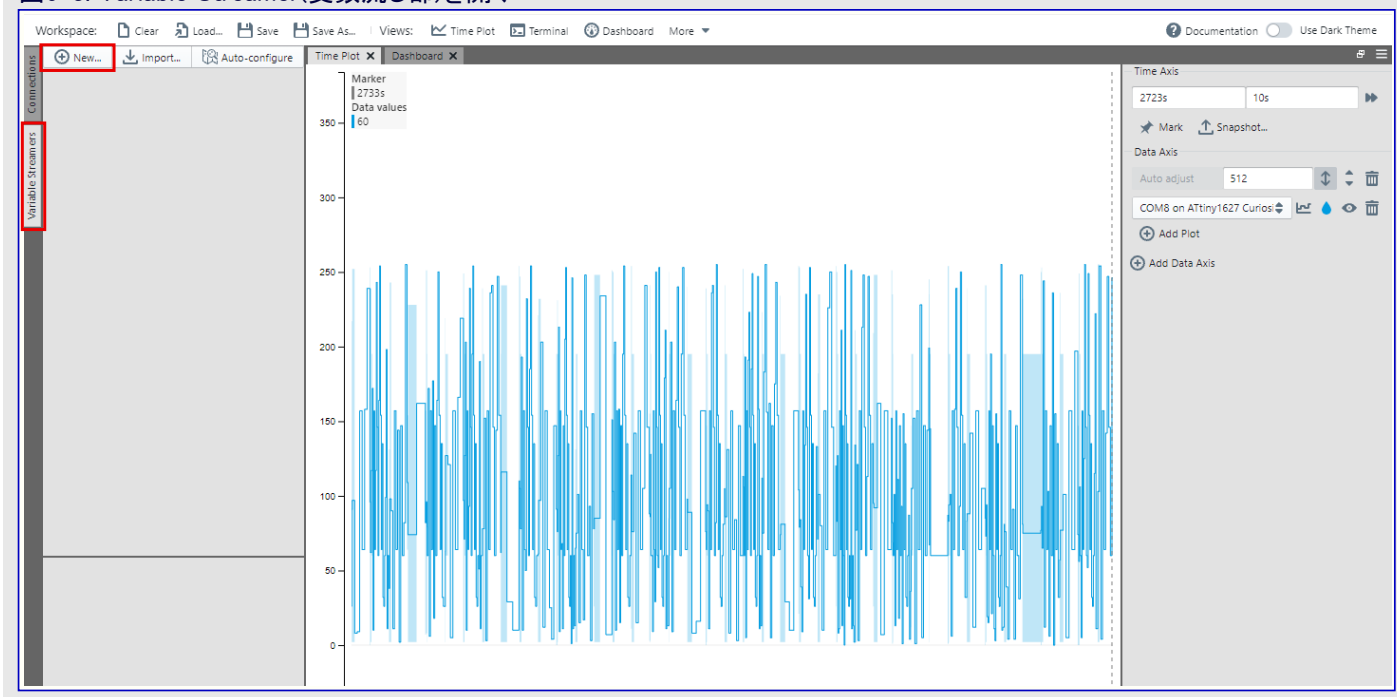 Workspace: Clear Load... Save Save As... Views: Time Plot Terminal Dashboard More Documentation Use Dark Theme
New... Import... Auto-configure Time Plot Dashboard
Connections
Variable Streamers
Marker
2733s
Data values
60
350
300
250
200
150
100
50
0
Time Axis
2723s 10s
Mark Snapshot...
Data Axis
Auto adjust 512
COM8 on ATtiny1627 Curiosi
Add Plot
Add Data Axis